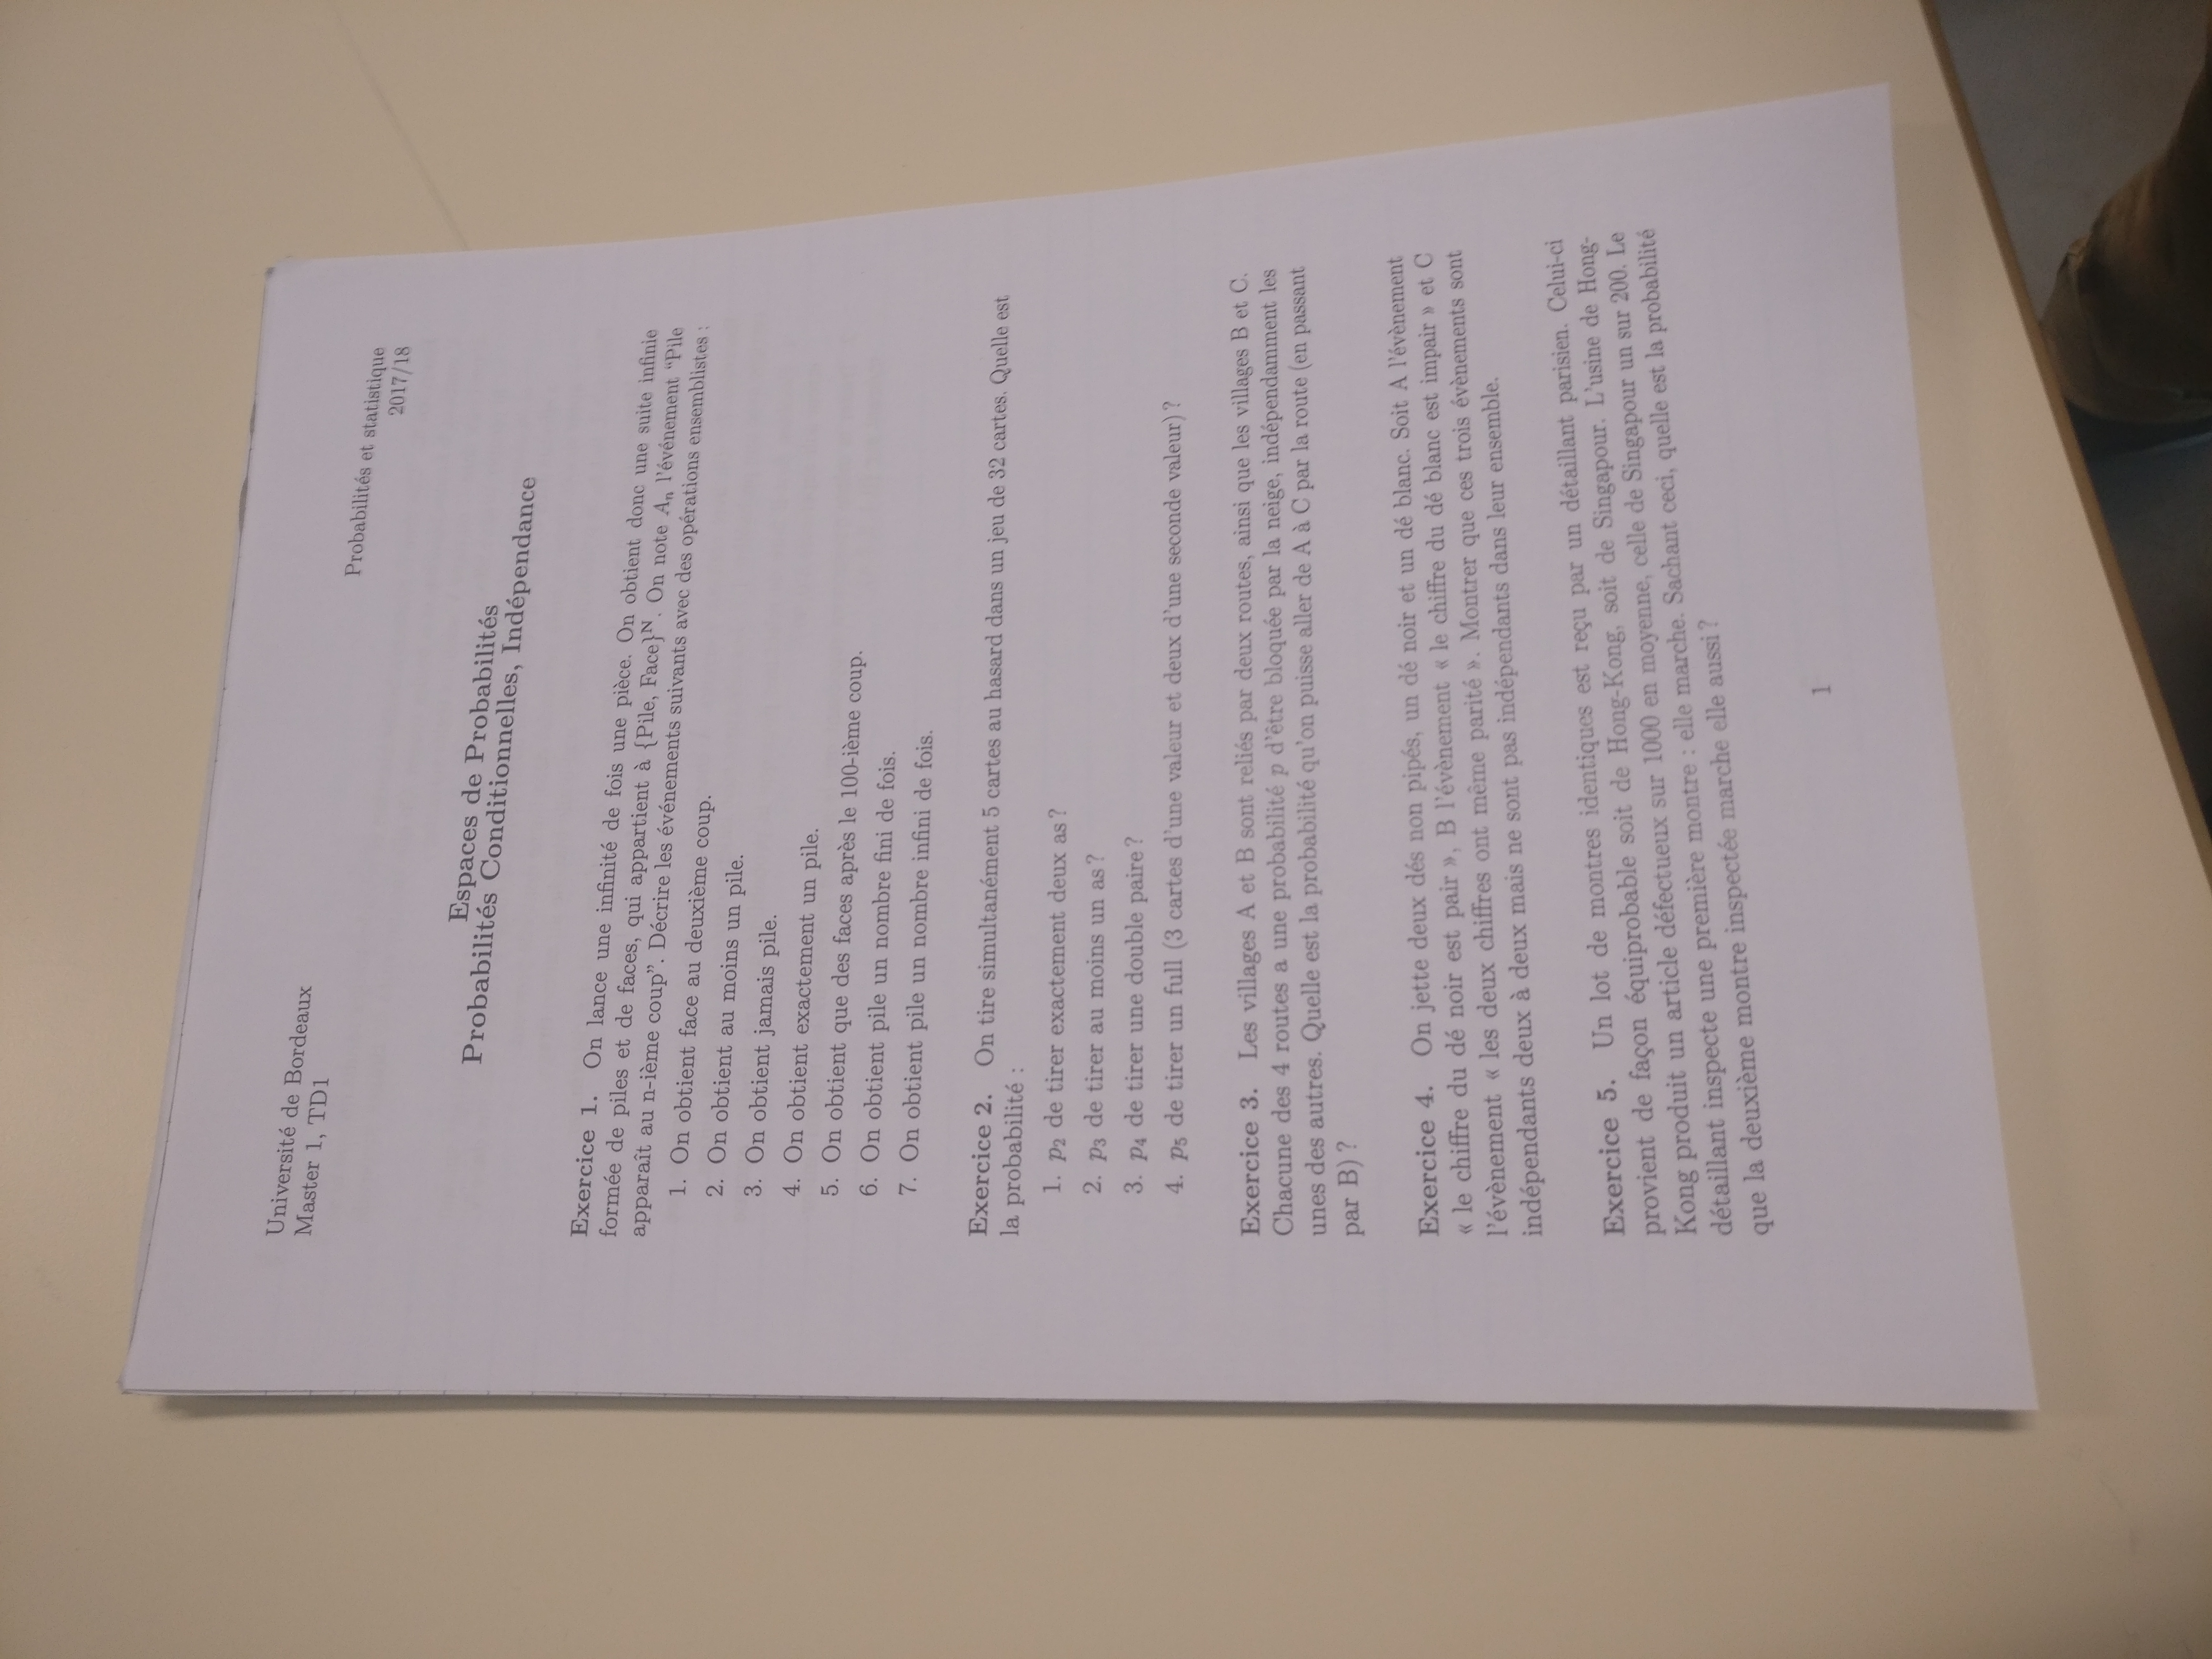 Université de Bordeaux
Master 1, TD1
Probabilités et statistique
2017/18
Espaces de Probabilités
Probabilités Conditionnelles, Indépendance
Exercice 1. On lance une infinité de fois une pièce. On obtient donc une suite infinie
formée de piles et de faces, qui appartient à {Pile, Face}^ℕ. On note Aₙ l'événement “Pile
apparaît au n-ième coup”. Décrire les événements suivants avec des opérations ensemblistes :
1. On obtient face au deuxième coup.
2. On obtient au moins un pile.
3. On obtient jamais pile.
4. On obtient exactement un pile.
5. On obtient que des faces après le 100-ième coup.
6. On obtient pile un nombre fini de fois.
7. On obtient pile un nombre infini de fois.
Exercice 2. On tire simultanément 5 cartes au hasard dans un jeu de 32 cartes. Quelle est
la probabilité :
1. p₂ de tirer exactement deux as ?
2. p₃ de tirer au moins un as ?
3. p₄ de tirer une double paire ?
4. p₅ de tirer un full (3 cartes d'une valeur et deux d'une seconde valeur) ?
Exercice 3. Les villages A et B sont reliés par deux routes, ainsi que les villages B et C.
Chacune des 4 routes a une probabilité p d'être bloquée par la neige, indépendamment les
unes des autres. Quelle est la probabilité qu'on puisse aller de A à C par la route (en passant
par B) ?
Exercice 4. On jette deux dés non pipés, un dé noir et un dé blanc. Soit A l'évènement
« le chiffre du dé noir est pair », B l'évènement « le chiffre du dé blanc est impair » et C
l'évènement « les deux chiffres ont même parité ». Montrer que ces trois évènements sont
indépendants deux à deux mais ne sont pas indépendants dans leur ensemble.
Exercice 5. Un lot de montres identiques est reçu par un détaillant parisien. Celui-ci
provient de façon équiprobable soit de Hong-Kong, soit de Singapour. L'usine de Hong-
Kong produit un article défectueux sur 1000 en moyenne, celle de Singapour un sur 200. Le
détaillant inspecte une première montre : elle marche. Sachant ceci, quelle est la probabilité
que la deuxième montre inspectée marche elle aussi ?
1